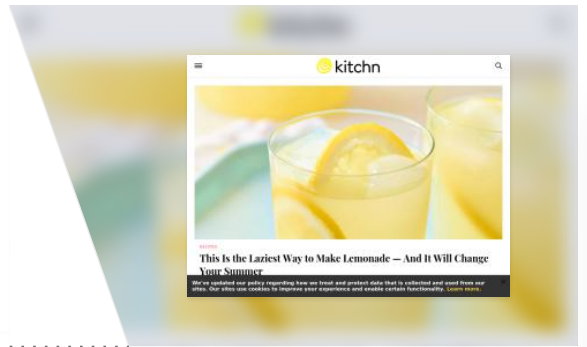 kitchn
RECIPES
This Is the Laziest Way to Make Lemonade — And It Will Change
Your Summer
We've updated our policy regarding how we treat and protect data that is collected and used from our
sites. Our sites use cookies to improve your experience and enable certain functionality. Learn more.